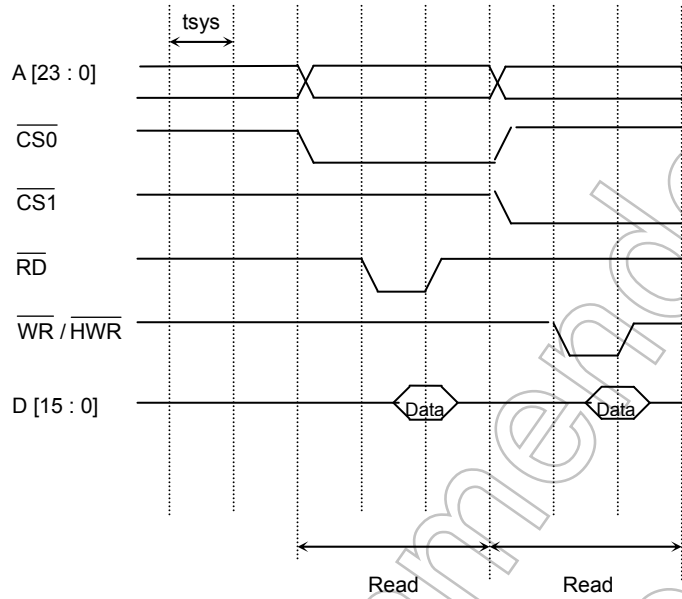 tsys
A [23 : 0]
CS0
CS1
RD
WR / HWR
D [15 : 0]
Data
Data
Read
Read